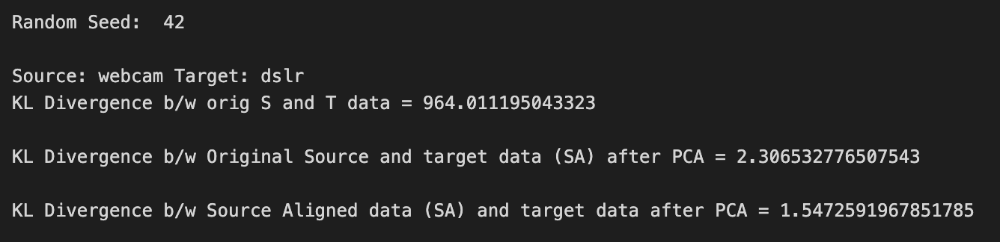 Random Seed:  42
Source: webcam Target: dslr
KL Divergence b/w orig S and T data = 964.011195043323
KL Divergence b/w Original Source and target data (SA) after PCA = 2.306532776507543
KL Divergence b/w Source Aligned data (SA) and target data after PCA = 1.5472591967851785